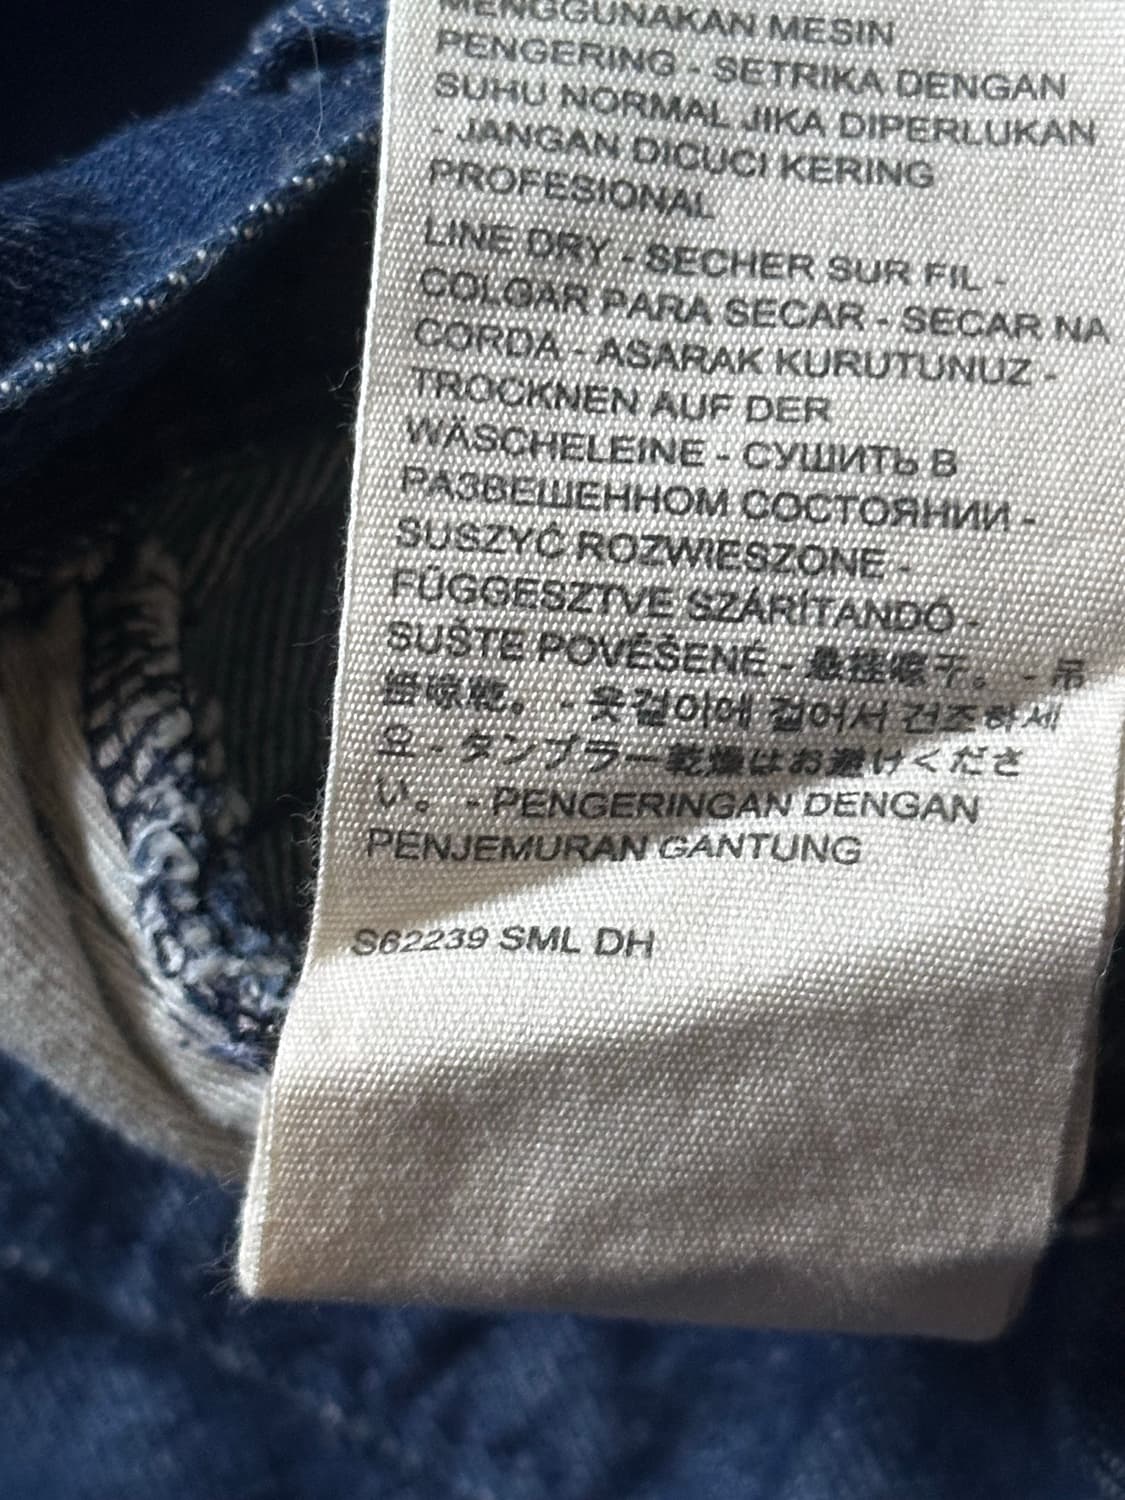 MENGGUNAKAN MESIN
PENGERING - SETRIKA DENGAN
SUHU NORMAL JIKA DIPERLUKAN
- JANGAN DICUCI KERING
PROFESIONAL
LINE DRY - SECHER SUR FIL -
COLGAR PARA SECAR - SECAR NA
CORDA - ASARAK KURUTUNUZ -
TROCKNEN AUF DER
WÄSCHELEINE - СУШИТЬ В
РАЗВЕШЕННОМ СОСТОЯНИИ -
SUSZYĆ ROZWIESZONE -
FÜGGESZTVE SZÁRÍTANDÓ -
SUŠTE POVĚŠENÉ - 悬挂晾干。 - 吊
掛晾乾。 - 옷걸이에 걸어서 건조하세
요 - タンブラー乾燥はお避けくださ
い。 - PENGERINGAN DENGAN
PENJEMURAN GANTUNG
S62239 SML DH